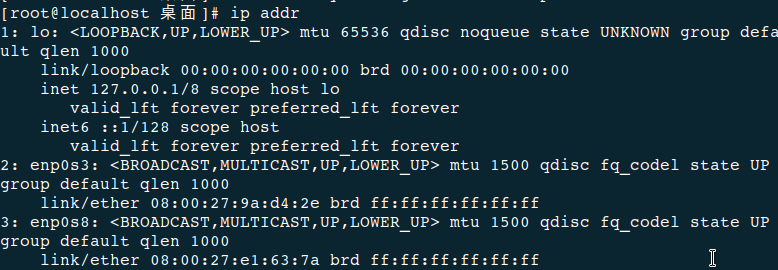 [root@localhost 桌面]# ip addr
1: lo: <LOOPBACK,UP,LOWER_UP> mtu 65536 qdisc noqueue state UNKNOWN group defa
ult qlen 1000
    link/loopback 00:00:00:00:00:00 brd 00:00:00:00:00:00
    inet 127.0.0.1/8 scope host lo
       valid_lft forever preferred_lft forever
    inet6 ::1/128 scope host
       valid_lft forever preferred_lft forever
2: enp0s3: <BROADCAST,MULTICAST,UP,LOWER_UP> mtu 1500 qdisc fq_codel state UP
group default qlen 1000
    link/ether 08:00:27:9a:d4:2e brd ff:ff:ff:ff:ff:ff
3: enp0s8: <BROADCAST,MULTICAST,UP,LOWER_UP> mtu 1500 qdisc fq_codel state UP
group default qlen 1000
    link/ether 08:00:27:e1:63:7a brd ff:ff:ff:ff:ff:ff